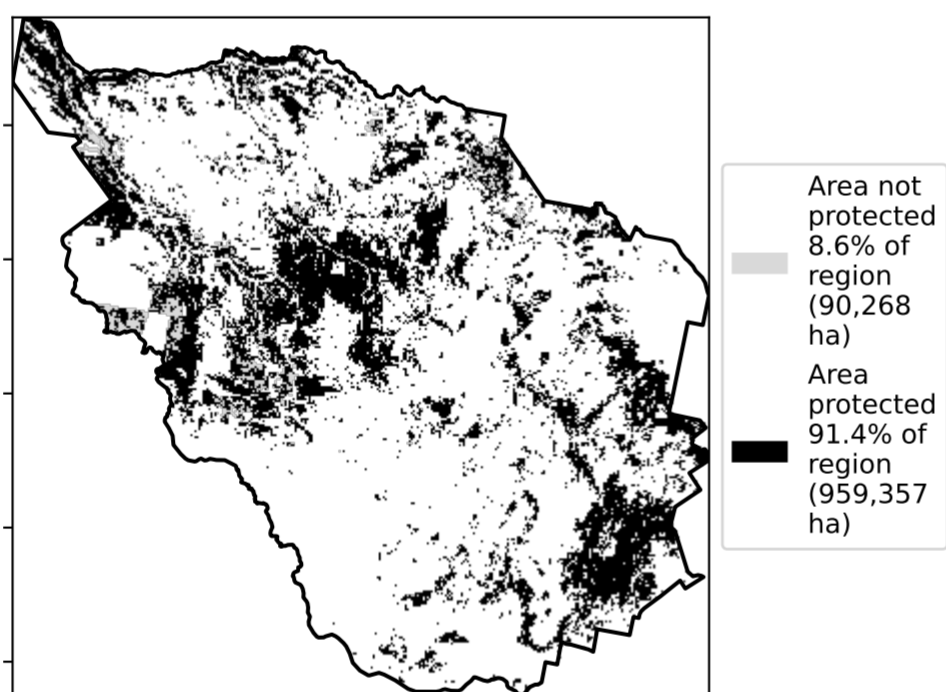 Area not
protected
8.6% of
region
(90,268
ha)
Area
protected
91.4% of
region
(959,357
ha)